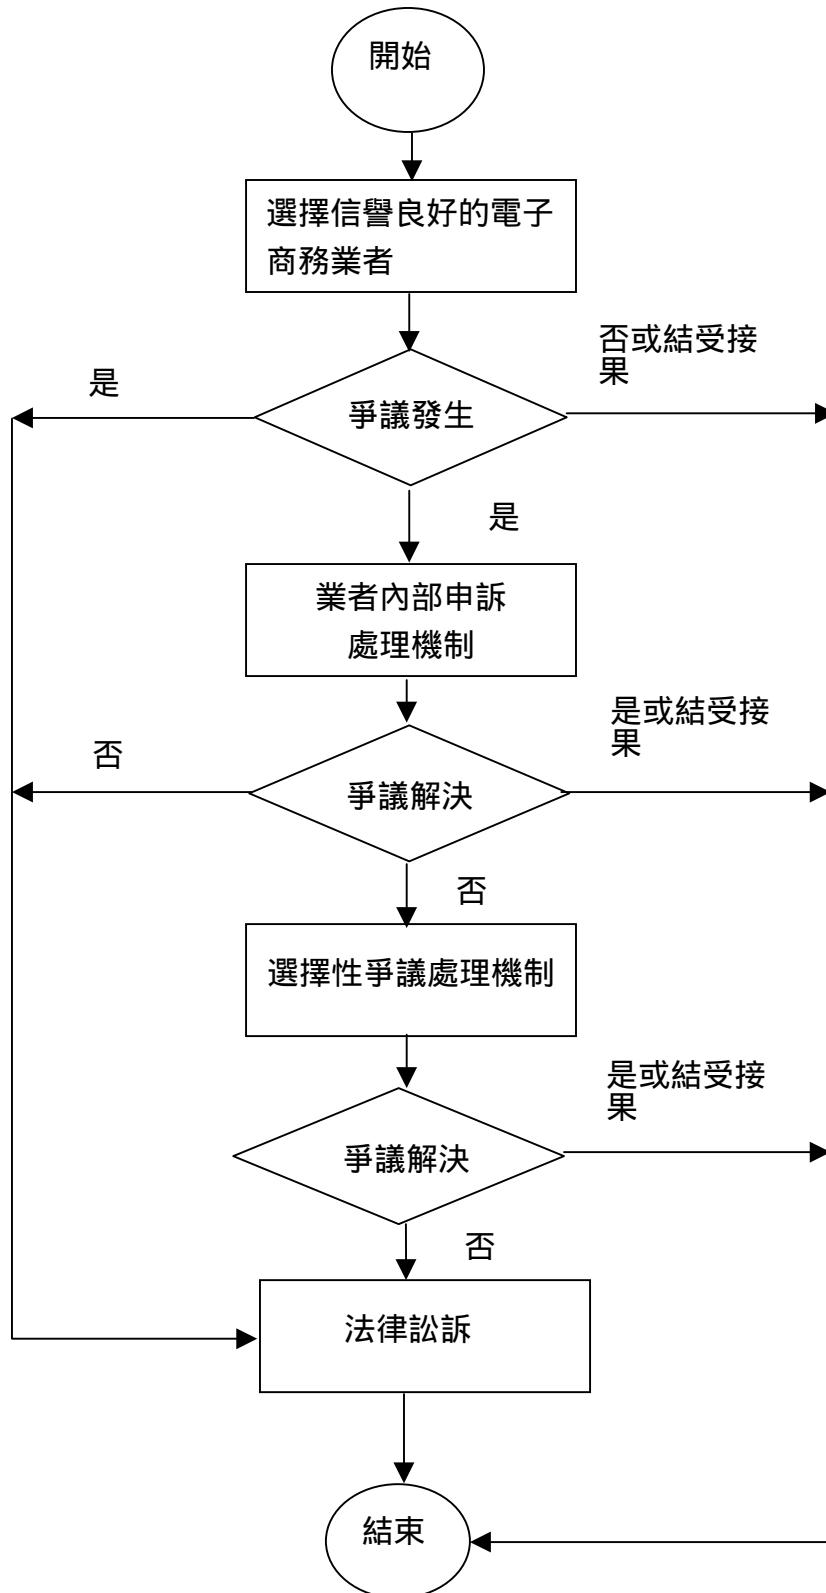 開始
選擇信譽良好的電子
商務業者
否或結受接
果
是
爭議發生
是
業者內部申訴
處理機制
是或結受接
果
否
爭議解決
否
選擇性爭議處理機制
是或結受接
果
爭議解決
否
法律訟訴
結束